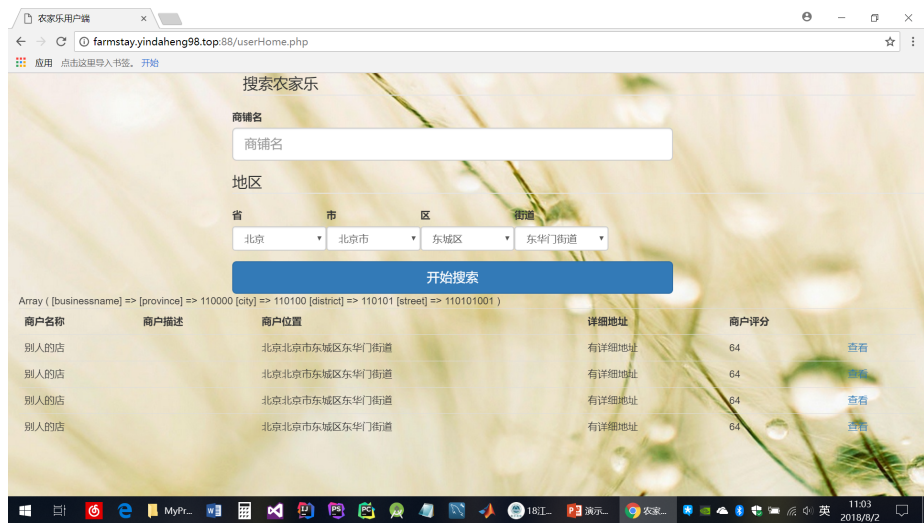 农家乐用户端
farmstay.yindaheng98.top:88/userHome.php
应用 点击这里导入书签。 开始
搜索农家乐
商铺名
商铺名
地区
省 市 区 街道
北京 北京市 东城区 东华门街道
开始搜索
Array ( [businessname] => [province] => 110000 [city] => 110100 [district] => 110101 [street] => 110101001 )
商户名称 商户描述 商户位置 详细地址 商户评分
别人的店 北京北京市东城区东华门街道 有详细地址 64 查看
别人的店 北京北京市东城区东华门街道 有详细地址 64 查看
别人的店 北京北京市东城区东华门街道 有详细地址 64 查看
别人的店 北京北京市东城区东华门街道 有详细地址 64 查看
MyPr... 18江... 演示... 农家... 英 11:03
2018/8/2